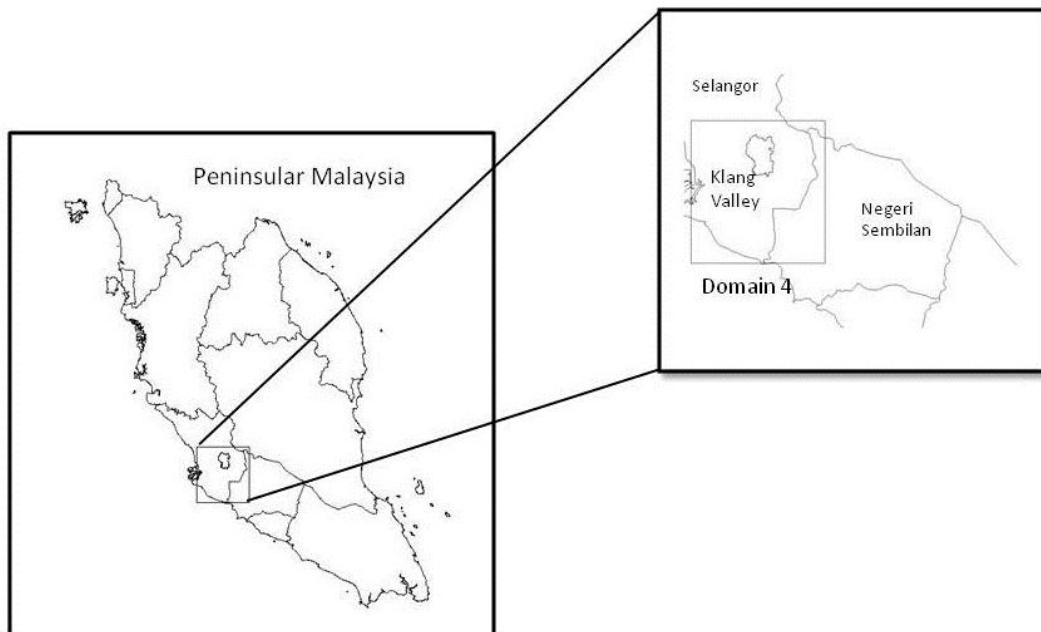 Peninsular Malaysia
Selangor
Klang
Valley
Negeri
Sembilan
Domain 4